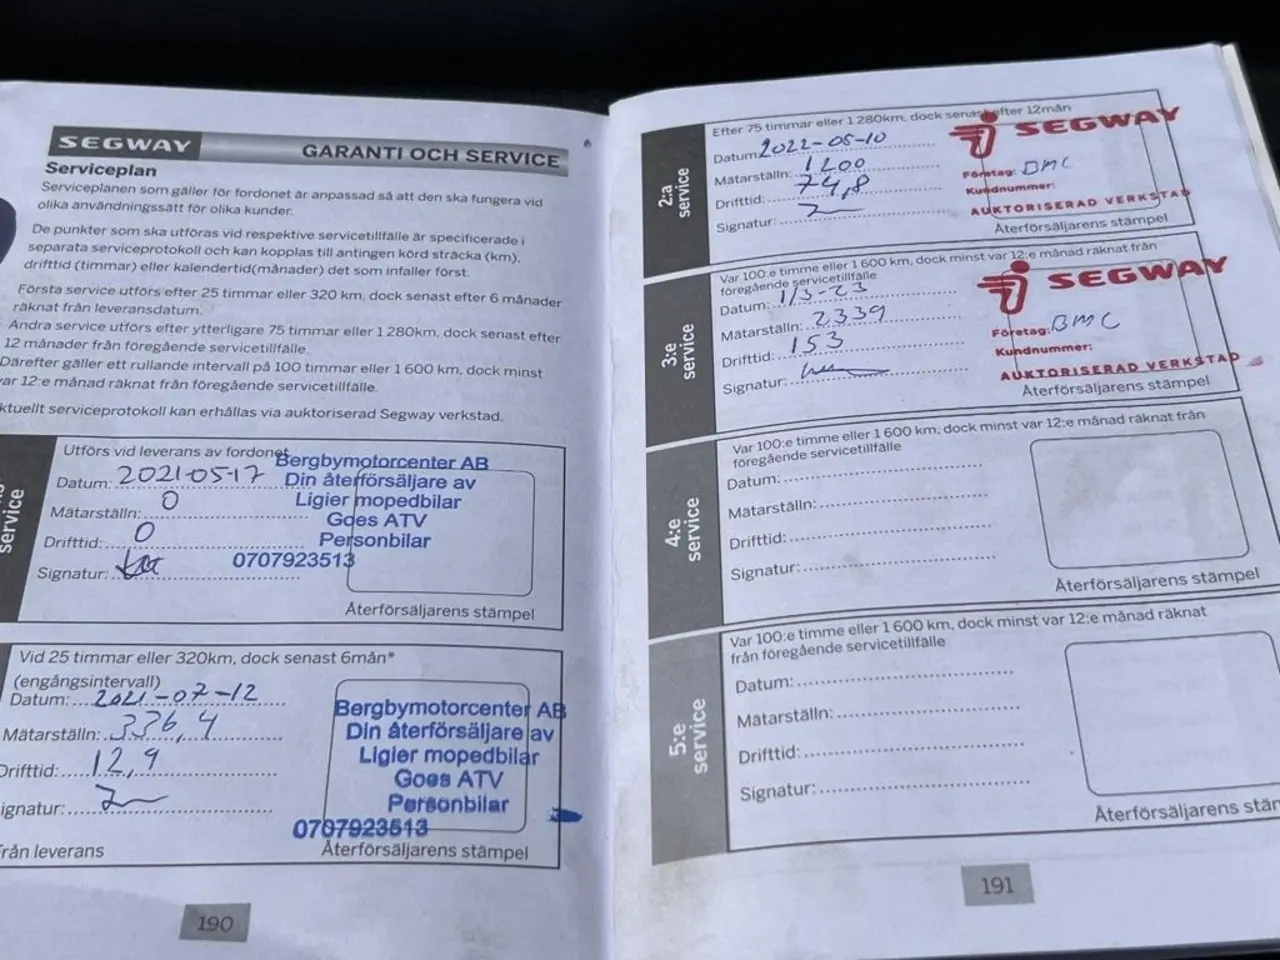 SEGWAY
GARANTI OCH SERVICE
Serviceplan
Serviceplanen som gäller för fordonet är anpassad så att den ska fungera vid
olika användningssätt för olika kunder.
De punkter som ska utföras vid respektive servicetillfälle är specificerade i
separata serviceprotokoll och kan kopplas till antingen körd sträcka (km),
drifttid (timmar) eller kalendertid(månader) det som infaller först.
Första service utförs efter 25 timmar eller 320 km, dock senast efter 6 månader
räknat från leveransdatum.
Andra service utförs efter ytterligare 75 timmar eller 1 280km, dock senast efter
12 månader från föregående servicetillfälle.
Därefter gäller ett rullande intervall på 100 timmar eller 1 600 km, dock minst
var 12:e månad räknat från föregående servicetillfälle.
ktuellt serviceprotokoll kan erhållas via auktoriserad Segway verkstad.
service
Utförs vid leverans av fordonet
Datum: 2021-05-17
Mätarställn: 0
Drifttid: 0
Signatur:
Bergbymotorcenter AB
Din återförsäljare av
Ligier mopedbilar
Goes ATV
Personbilar
0707923513
Återförsäljarens stämpel
Vid 25 timmar eller 320km, dock senast 6mån*
(engångsintervall)
Datum: 2021-07-12
Mätarställn: 336,4
Drifttid: 12,9
ignatur:
Bergbymotorcenter AB
Din återförsäljare av
Ligier mopedbilar
Goes ATV
Personbilar
0707923513
Återförsäljarens stämpel
från leverans
190
2:a
service
Efter 75 timmar eller 1 280km, dock senast efter 12mån
Datum: 2022-05-10
Mätarställn: 1200
Drifttid: 74,8
Signatur:
SEGWAY
Företag: BMC
Kundnummer:
AUKTORISERAD VERKSTAD
Återförsäljarens stämpel
3:e
service
Var 100:e timme eller 1 600 km, dock minst var 12:e månad räknat från
föregående servicetillfälle
Datum: 1/3-23
Mätarställn: 2339
Drifttid: 153
Signatur:
SEGWAY
Företag: BMC
Kundnummer:
AUKTORISERAD VERKSTAD
Återförsäljarens stämpel
4:e
service
Var 100:e timme eller 1 600 km, dock minst var 12:e månad räknat från
föregående servicetillfälle
Datum:
Mätarställn:
Drifttid:
Signatur:
Återförsäljarens stämpel
5:e
service
Var 100:e timme eller 1 600 km, dock minst var 12:e månad räknat
från föregående servicetillfälle
Datum:
Mätarställn:
Drifttid:
Signatur:
Återförsäljarens stär
191